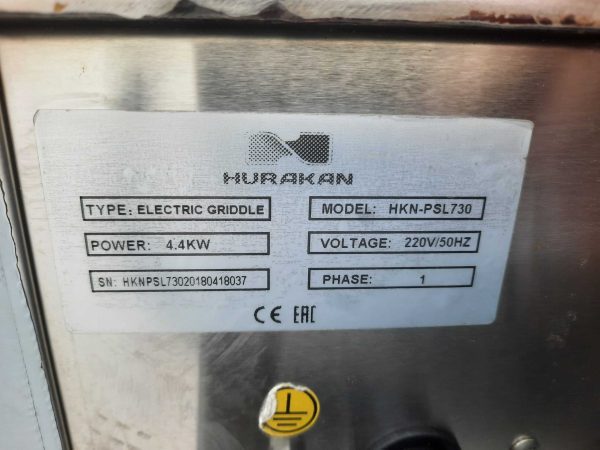 HURAKAN
TYPE: ELECTRIC GRIDDLE
MODEL: HKN-PSL730
POWER: 4.4KW
VOLTAGE: 220V/50HZ
SN: HKNPSL73020180418037
PHASE: 1
CE EAC